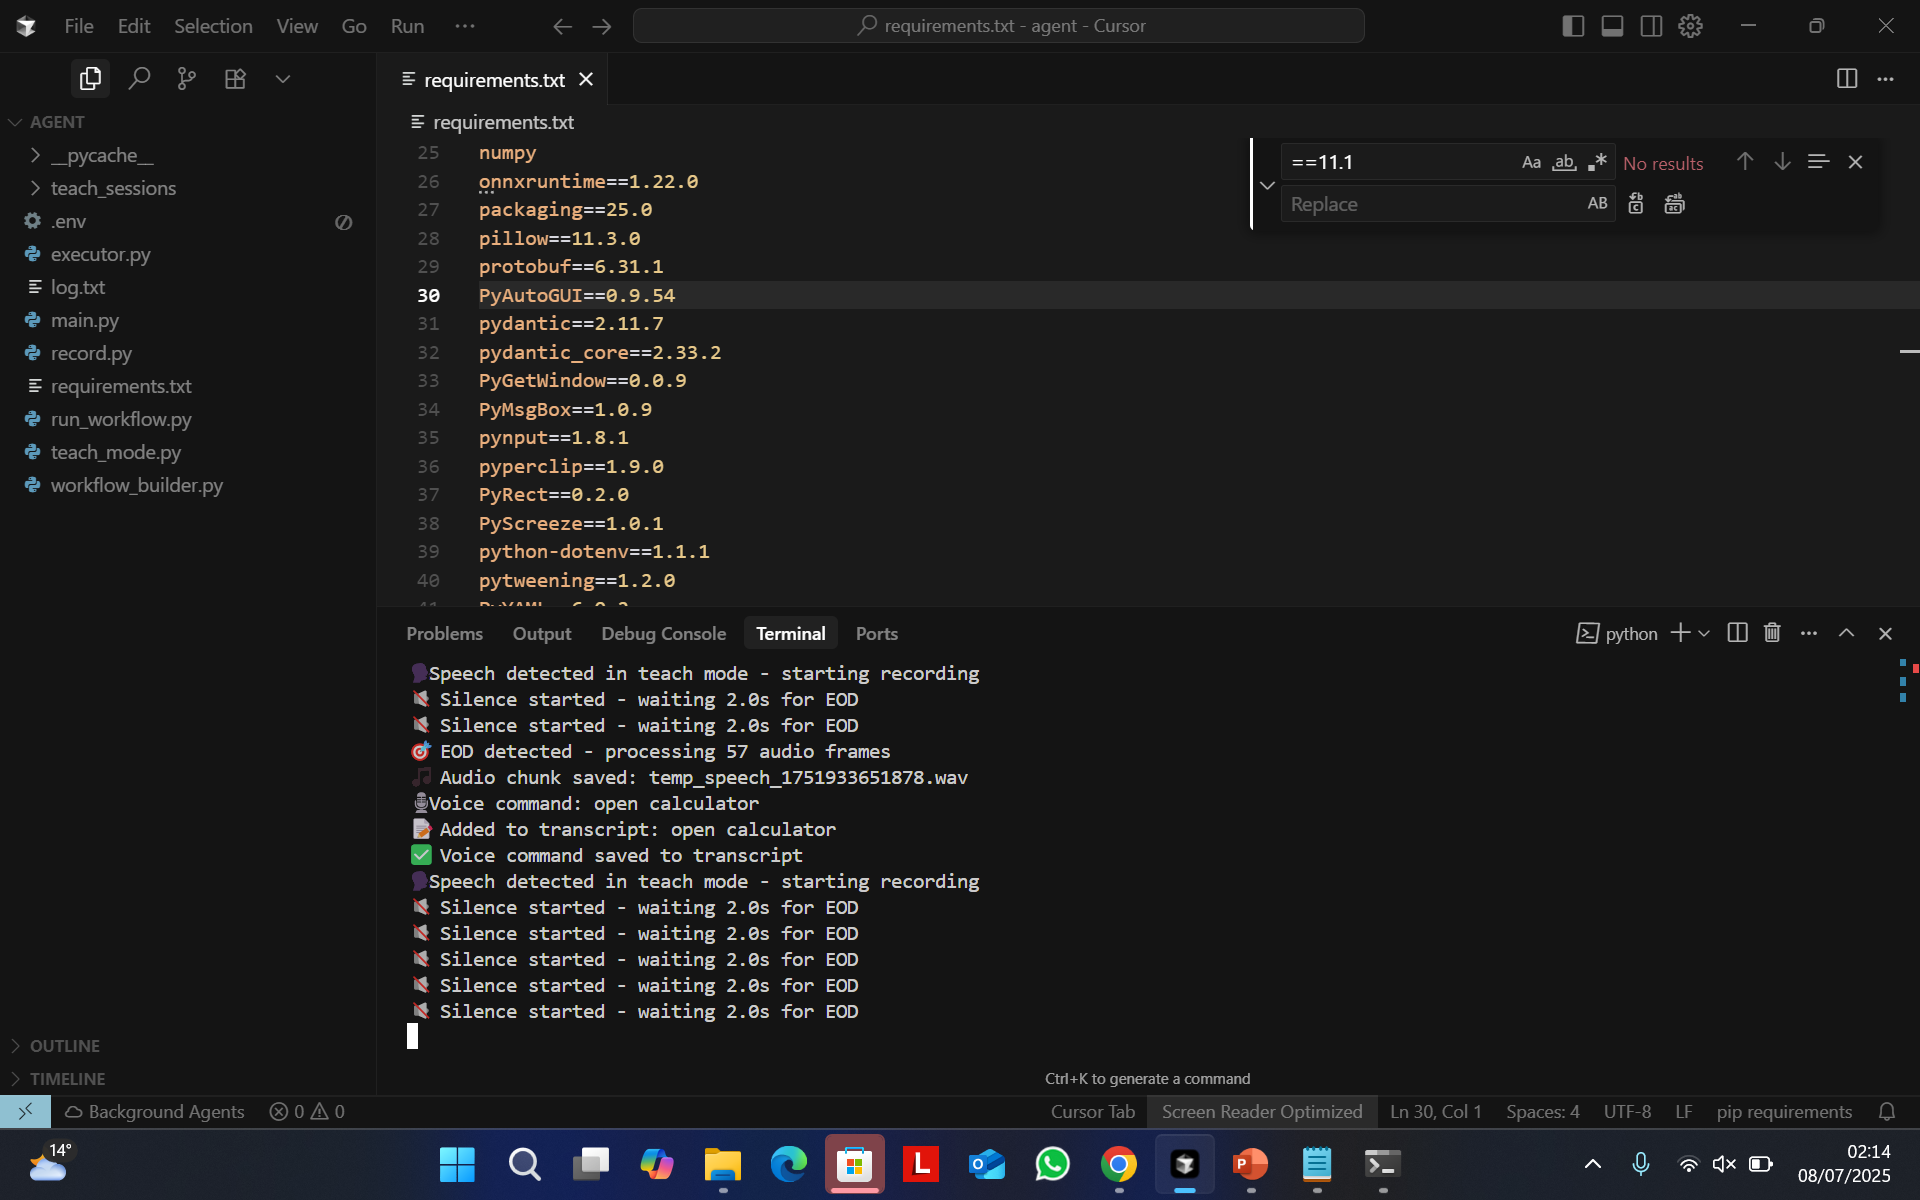 File Edit Selection View Go Run
requirements.txt - agent - Cursor
requirements.txt
AGENT
__pycache__
teach_sessions
.env
executor.py
log.txt
main.py
record.py
requirements.txt
run_workflow.py
teach_mode.py
workflow_builder.py
OUTLINE
TIMELINE
requirements.txt
25 numpy
26 onnxruntime==1.22.0
27 packaging==25.0
28 pillow==11.3.0
29 protobuf==6.31.1
30 PyAutoGUI==0.9.54
31 pydantic==2.11.7
32 pydantic_core==2.33.2
33 PyGetWindow==0.0.9
34 PyMsgBox==1.0.9
35 pynput==1.8.1
36 pyperclip==1.9.0
37 PyRect==0.2.0
38 PyScreeze==1.0.1
39 python-dotenv==1.1.1
40 pytweening==1.2.0
==11.1 Aa ab .* No results
Replace AB
Problems Output Debug Console Terminal Ports
python
Speech detected in teach mode - starting recording
Silence started - waiting 2.0s for EOD
Silence started - waiting 2.0s for EOD
EOD detected - processing 57 audio frames
Audio chunk saved: temp_speech_1751933651878.wav
Voice command: open calculator
Added to transcript: open calculator
Voice command saved to transcript
Speech detected in teach mode - starting recording
Silence started - waiting 2.0s for EOD
Silence started - waiting 2.0s for EOD
Silence started - waiting 2.0s for EOD
Silence started - waiting 2.0s for EOD
Silence started - waiting 2.0s for EOD
Ctrl+K to generate a command
Background Agents 0 0
Cursor Tab Screen Reader Optimized Ln 30, Col 1 Spaces: 4 UTF-8 LF pip requirements
14°
L
P
02:14
08/07/2025